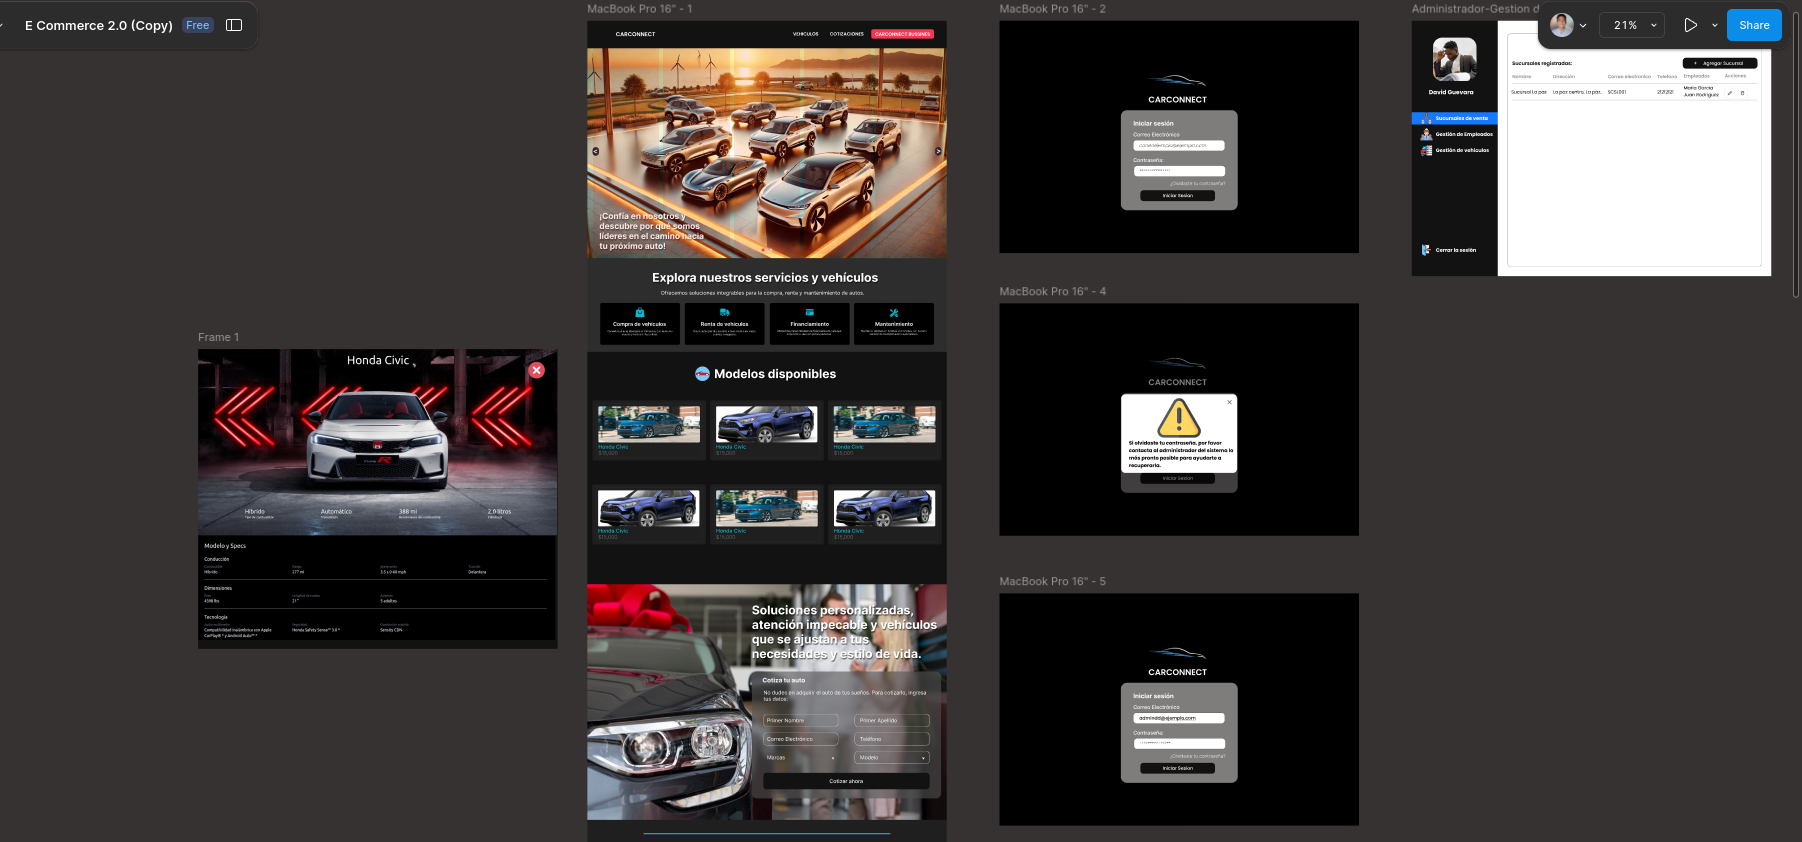 E Commerce 2.0 (Copy)
Free
21%
Share
MacBook Pro 16" - 1
CARCONNECT
VEHICULOS
COTIZACIONES
CARCONNECT BUSSINES
¡Confía en nosotros y
descubre por qué somos
líderes en el camino hacia
tu próximo auto!
Explora nuestros servicios y vehículos
Ofrecemos soluciones integrables para la compra, renta y mantenimiento de autos.
Compra de vehículos
Renta de vehículos
Financiamiento
Mantenimiento
Modelos disponibles
Honda Civic
$15,000
Honda Civic
$15,000
Honda Civic
$15,000
Honda Civic
$15,000
Honda Civic
$15,000
Honda Civic
$15,000
Soluciones personalizadas,
atención impecable y vehículos
que se ajustan a tus
necesidades y estilo de vida.
Cotiza tu auto
No dudes en adquirir el auto de tus sueños. Para cotizarlo, ingresa
tus datos:
Primer Nombre
Primer Apellido
Correo Electrónico
Teléfono
Marcas
Modelo
Cotizar ahora
Frame 1
Honda Civic
Híbrido
Automático
388 mi
2.0 litros
Modelo y Specs
Conducción
Híbrido
277 mi
3.5 s 0-60 mph
Delantera
Dimensiones
4300 lbs
21"
5 adultos
Tecnología
Compatibilidad inalámbrica con Apple
CarPlay® * y Android Auto™ *
Honda Safety Sense™ 3.0 *
Sensity CDN
MacBook Pro 16" - 2
CARCONNECT
Iniciar sesión
Correo Electrónico
correoejemplo@ejemplo.com
Contraseña:
¿Olvidaste tu contraseña?
Iniciar Sesion
MacBook Pro 16" - 4
CARCONNECT
Si olvidaste tu contraseña, por favor
contacta al administrador del sistema lo
más pronto posible para ayudarte a
recuperarla.
Iniciar Sesion
MacBook Pro 16" - 5
CARCONNECT
Iniciar sesión
Correo Electrónico
admindd@ejemplo.com
Contraseña:
¿Olvidaste tu contraseña?
Iniciar Sesion
Administrador-Gestion d
David Guevara
Sucursales de venta
Gestión de Empleados
Gestión de vehículos
Cerrar la sesión
Sucursales registradas:
+ Agregar Sucursal
Nombre
Dirección
Correo electronico
Telefono
Empleados
Acciones
Sucursal La paz
La paz centro, La paz.
SCSL001
21212121
Maria Garcia
Juan Rodriguez